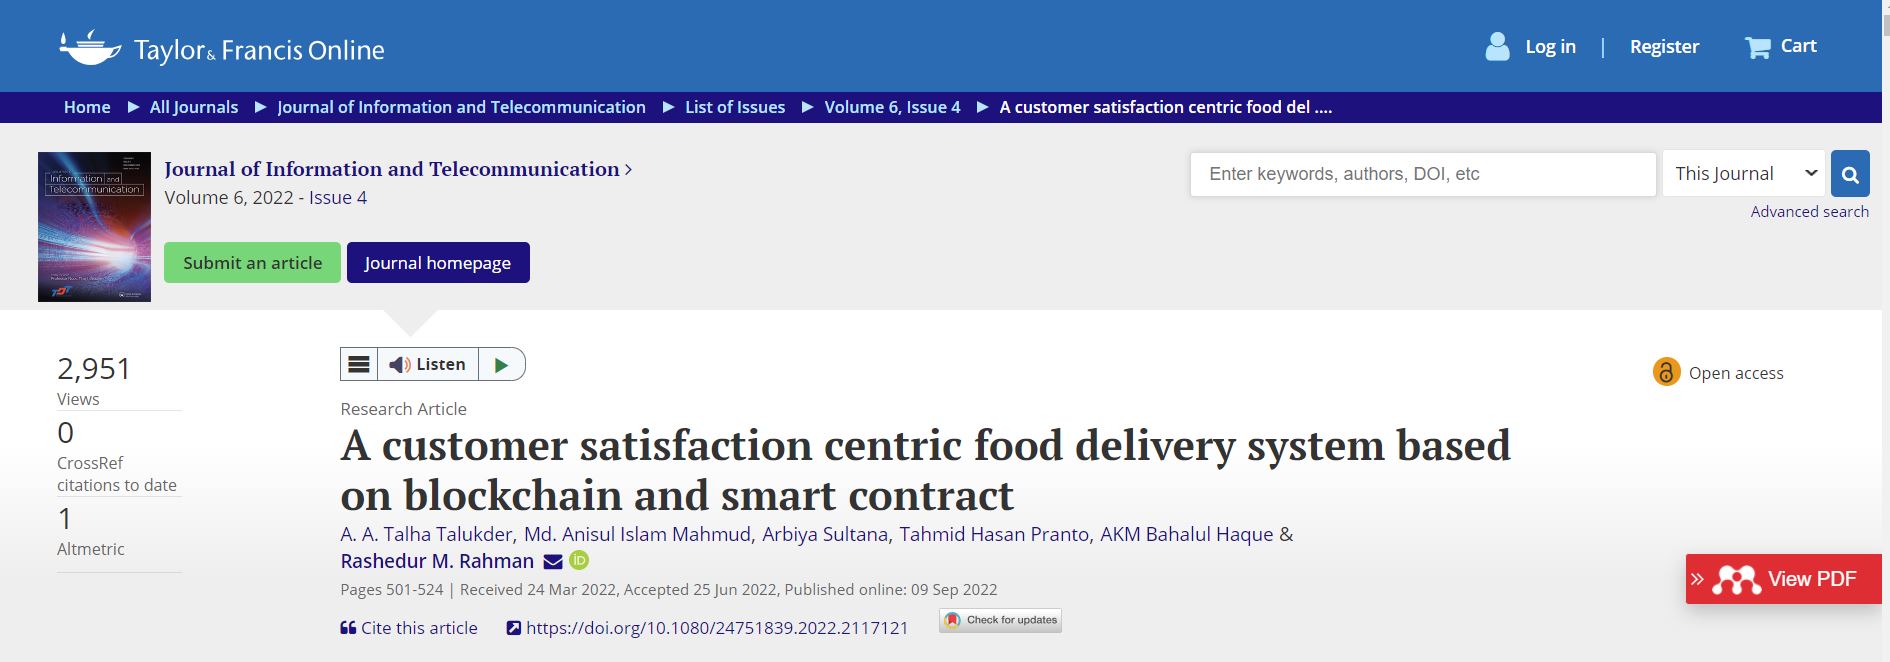 Taylor & Francis Online
Log in | Register Cart
Home ▶ All Journals ▶ Journal of Information and Telecommunication ▶ List of Issues ▶ Volume 6, Issue 4 ▶ A customer satisfaction centric food del ....
Information and
Telecommunication
Journal of Information and Telecommunication >
Volume 6, 2022 - Issue 4
Enter keywords, authors, DOI, etc
This Journal
Advanced search
Submit an article
Journal homepage
2,951
Views
0
CrossRef
citations to date
1
Altmetric
Listen
Open access
Research Article
A customer satisfaction centric food delivery system based
on blockchain and smart contract
A. A. Talha Talukder, Md. Anisul Islam Mahmud, Arbiya Sultana, Tahmid Hasan Pranto, AKM Bahalul Haque &
Rashedur M. Rahman iD
Pages 501-524 | Received 24 Mar 2022, Accepted 25 Jun 2022, Published online: 09 Sep 2022
Cite this article https://doi.org/10.1080/24751839.2022.2117121 Check for updates
» View PDF